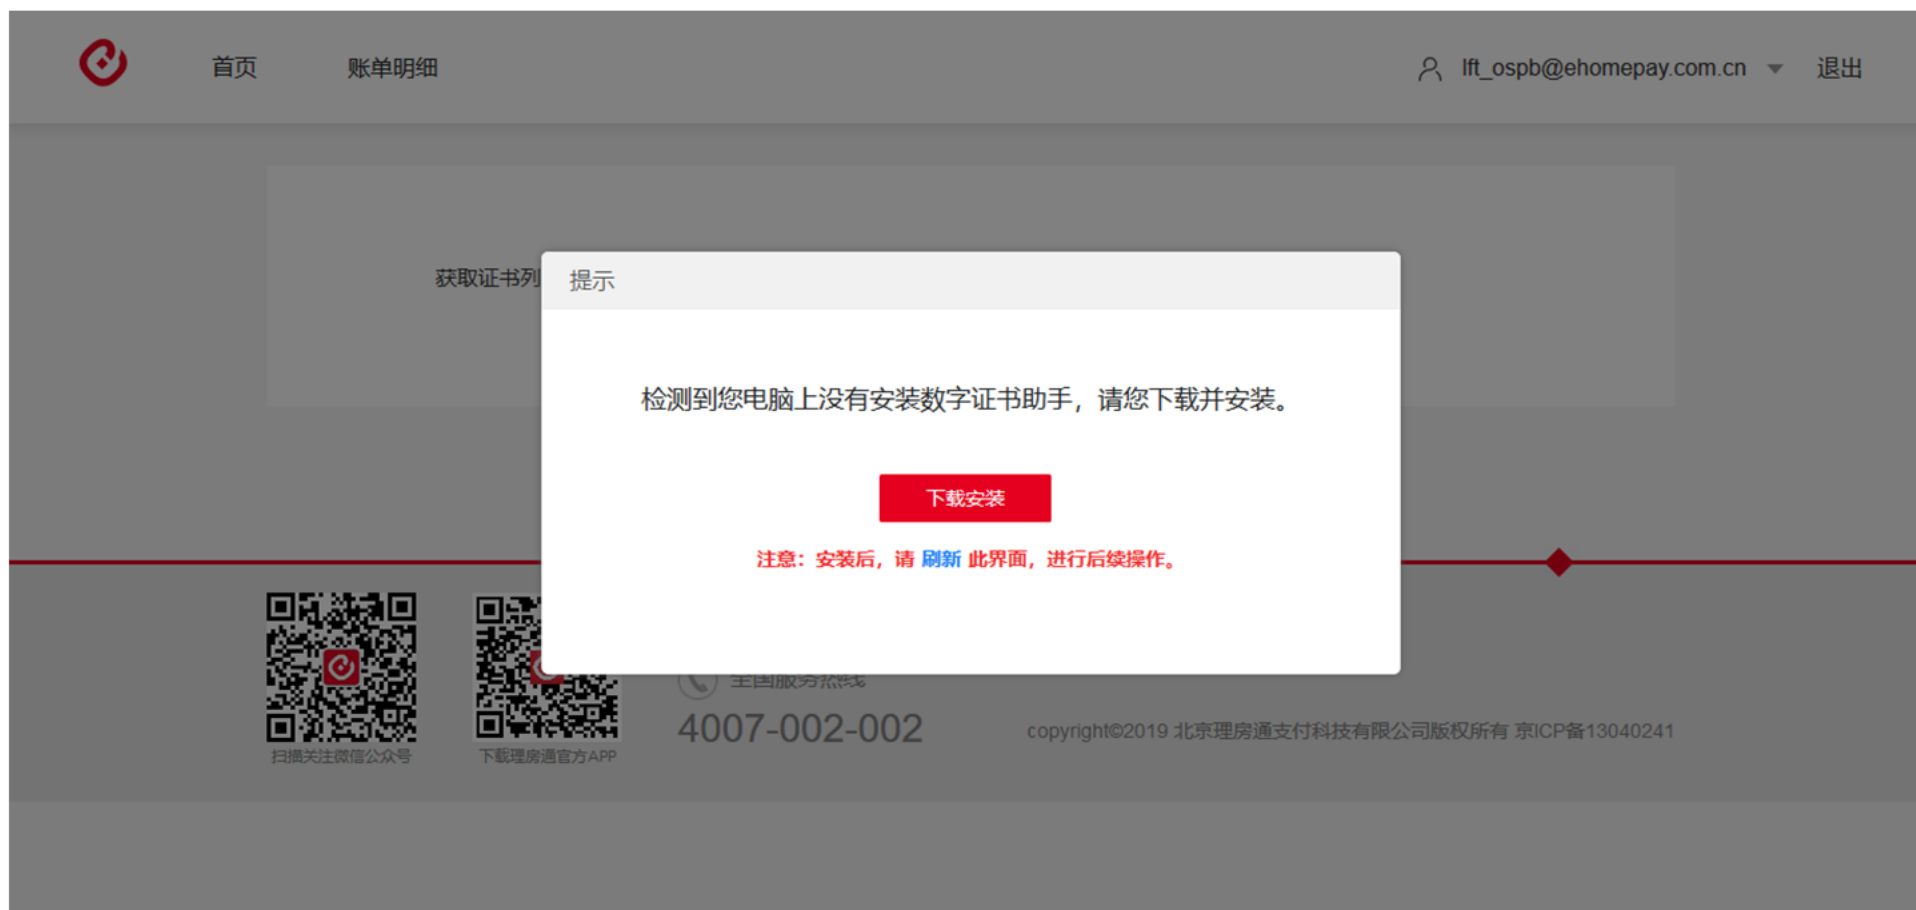 首页
账单明细
lft_ospb@ehomepay.com.cn
退出
获取证书列
提示
检测到您电脑上没有安装数字证书助手，请您下载并安装。
下载安装
注意：安装后，请 刷新 此界面，进行后续操作。
全国服务热线
4007-002-002
copyright©2019 北京理房通支付科技有限公司版权所有 京ICP备13040241
扫描关注微信公众号
下载理房通官方APP